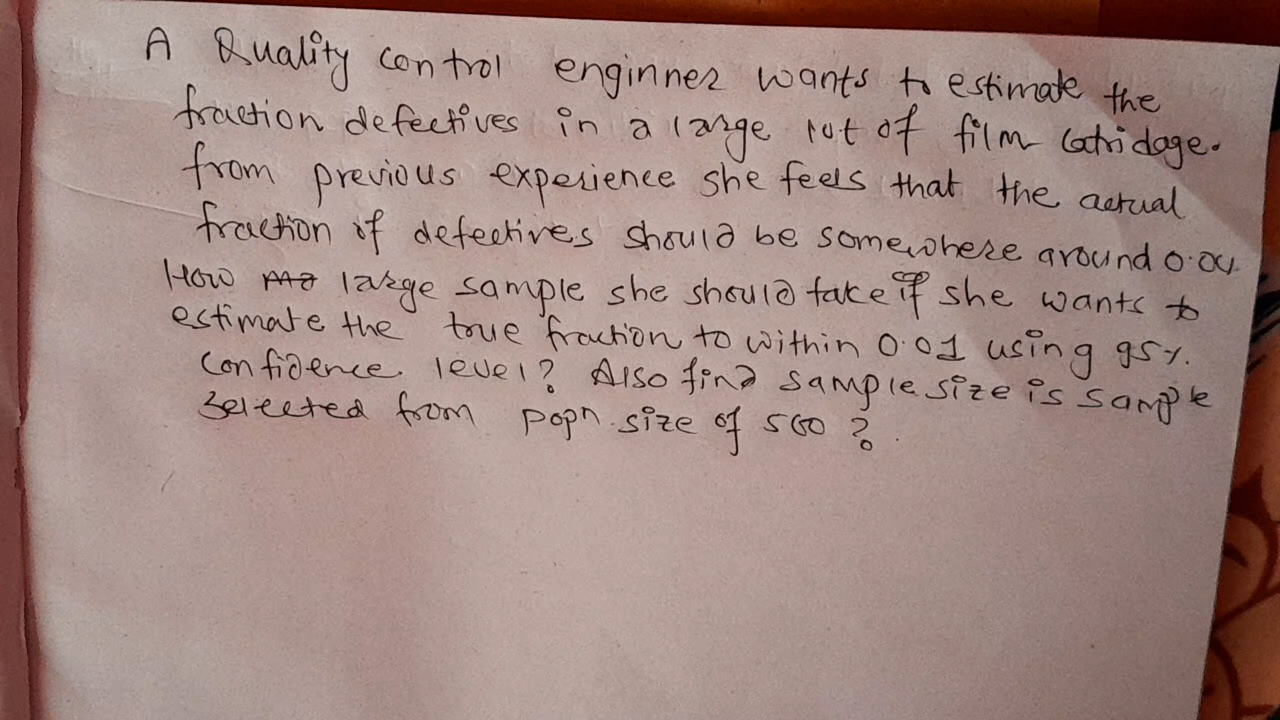 A Quality control enginner wants to estimate the
fraction defectives in a large lot of film Catridage.
from previous experience she feels that the actual
fraction of defectives should be somewhere around 0.04.
How large sample she should take if she wants to
estimate the true fraction to within 0.01 using 95%.
confidence level? Also find sample size is sample
selected from popn. size of 500 ?